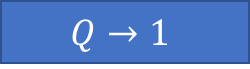 Q → 1